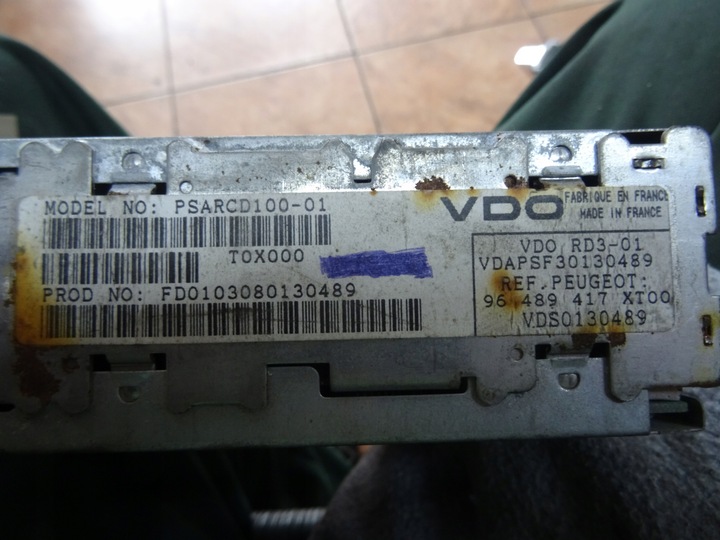 MODEL NO: PSARCD100-01
TOX000
PROD NO: FD0103080130489
VDO
FABRIQUE EN FRANCE
MADE IN FRANCE
VDO RD3-01
VDAPSF30130489
REF.PEUGEOT:
96 489 417 XT00
VDS0130489